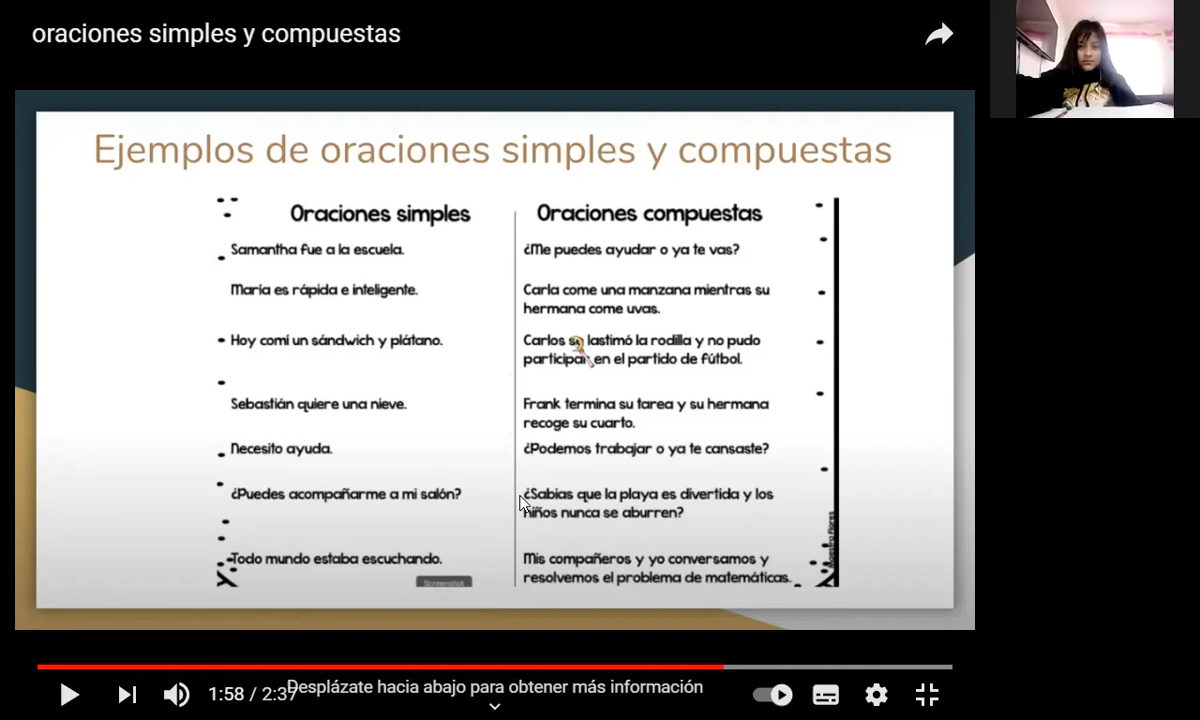 oraciones simples y compuestas
Ejemplos de oraciones simples y compuestas
Oraciones simples
Samantha fue a la escuela.
María es rápida e inteligente.
Hoy comí un sándwich y plátano.
Sebastián quiere una nieve.
Necesito ayuda.
¿Puedes acompañarme a mi salón?
Todo mundo estaba escuchando.
Oraciones compuestas
¿Me puedes ayudar o ya te vas?
Carla come una manzana mientras su
hermana come uvas.
Carlos se lastimó la rodilla y no pudo
participar en el partido de fútbol.
Frank termina su tarea y su hermana
recoge su cuarto.
¿Podemos trabajar o ya te cansaste?
¿Sabias que la playa es divertida y los
niños nunca se aburren?
Mis compañeros y yo conversamos y
resolvemos el problema de matemáticas.
Maestra Flores
Screenshot
1:58 / 2:37
Desplázate hacia abajo para obtener más información